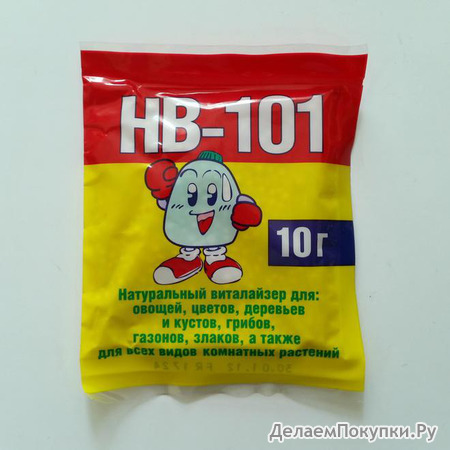 HB-101
10 г
Натуральный виталайзер для:
овощей, цветов, деревьев
и кустов, грибов,
газонов, злаков, а также
для всех видов комнатных растений
ДелаемПокупки.Ру